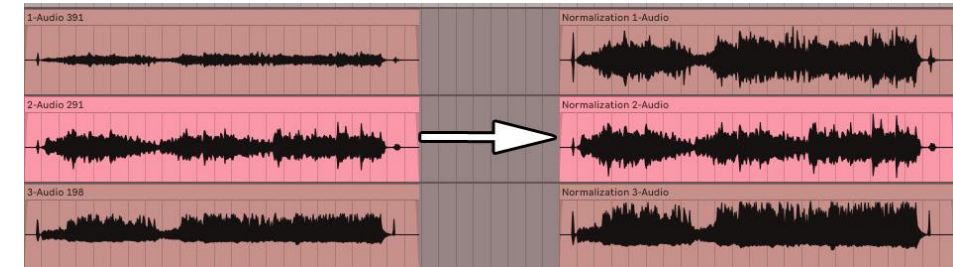 1-Audio 391
Normalization 1-Audio
2-Audio 291
Normalization 2-Audio
3-Audio 198
Normalization 3-Audio